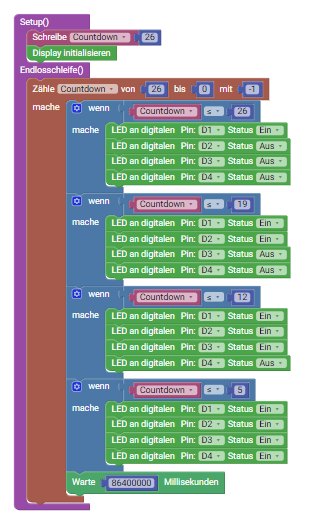 Setup()
Schreibe Countdown 26
Display initialisieren
Endlosschleife()
Zähle Countdown von 26 bis 0 mit -1
mache wenn Countdown ≤ 26
mache LED an digitalen Pin: D1 Status Ein
LED an digitalen Pin: D2 Status Aus
LED an digitalen Pin: D3 Status Aus
LED an digitalen Pin: D4 Status Aus
wenn Countdown ≤ 19
mache LED an digitalen Pin: D1 Status Ein
LED an digitalen Pin: D2 Status Ein
LED an digitalen Pin: D3 Status Aus
LED an digitalen Pin: D4 Status Aus
wenn Countdown ≤ 12
mache LED an digitalen Pin: D1 Status Ein
LED an digitalen Pin: D2 Status Ein
LED an digitalen Pin: D3 Status Ein
LED an digitalen Pin: D4 Status Aus
wenn Countdown ≤ 5
mache LED an digitalen Pin: D1 Status Ein
LED an digitalen Pin: D2 Status Ein
LED an digitalen Pin: D3 Status Ein
LED an digitalen Pin: D4 Status Ein
Warte 86400000 Millisekunden